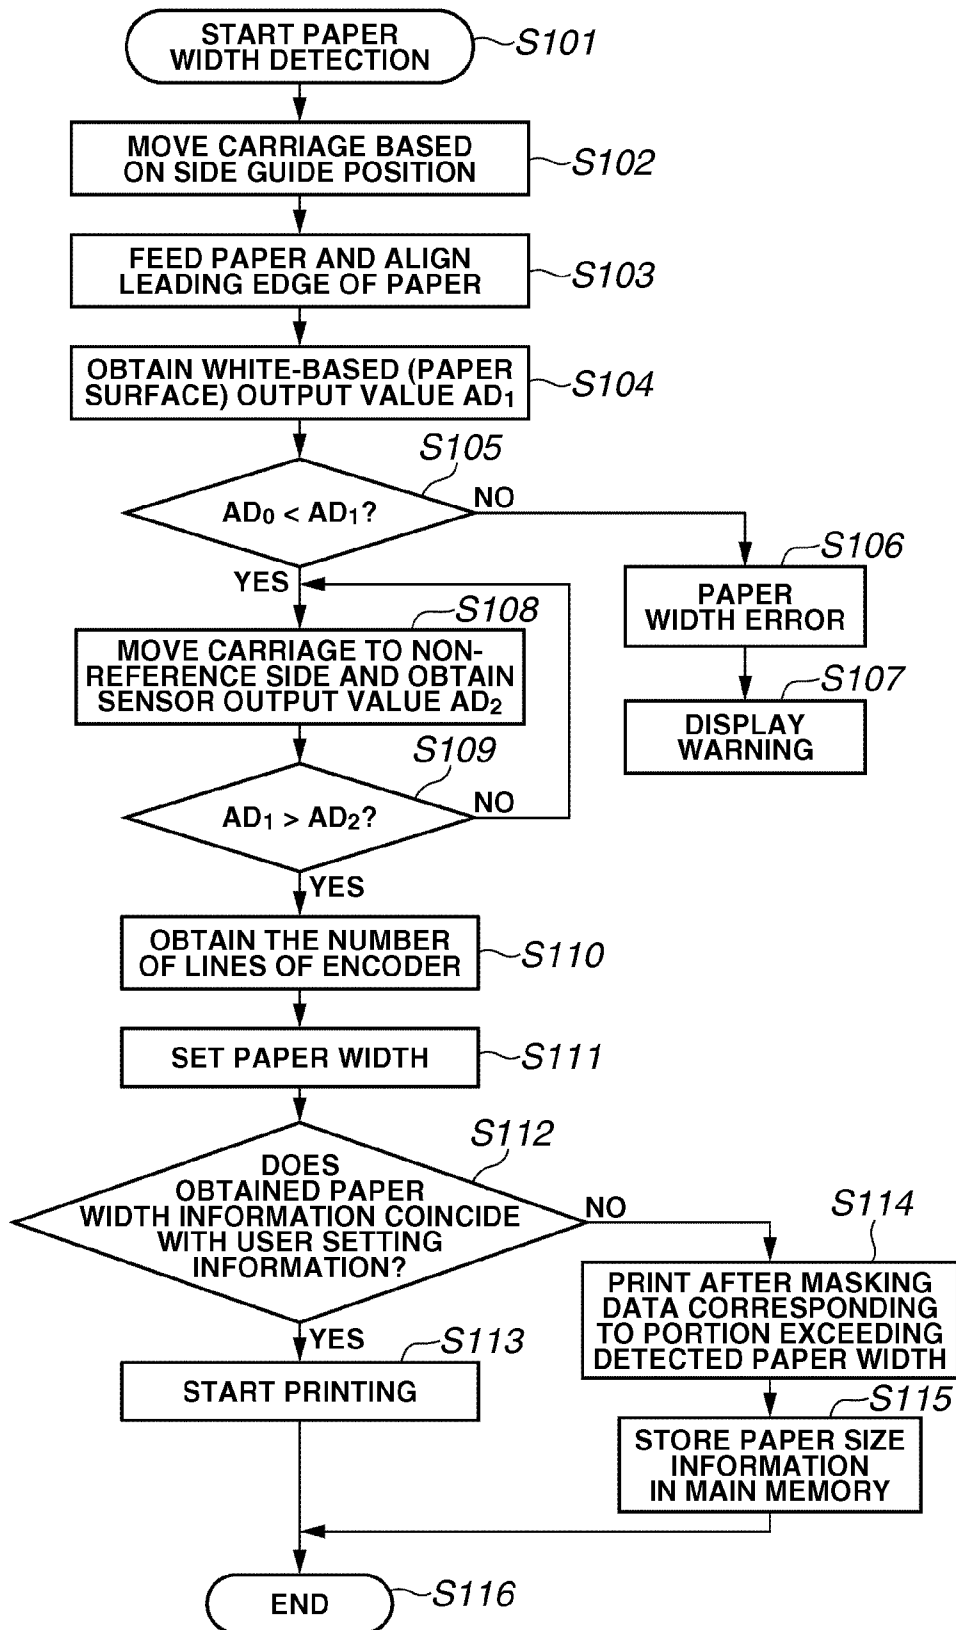 START PAPER
WIDTH DETECTION
S101
MOVE CARRIAGE BASED
ON SIDE GUIDE POSITION
S102
FEED PAPER AND ALIGN
LEADING EDGE OF PAPER
S103
OBTAIN WHITE-BASED (PAPER
SURFACE) OUTPUT VALUE AD1
S104
S105
AD0 < AD1?
NO
YES
S106
PAPER
WIDTH ERROR
S107
DISPLAY
WARNING
S108
MOVE CARRIAGE TO NON-
REFERENCE SIDE AND OBTAIN
SENSOR OUTPUT VALUE AD2
S109
AD1 > AD2?
NO
YES
OBTAIN THE NUMBER
OF LINES OF ENCODER
S110
SET PAPER WIDTH
S111
S112
DOES
OBTAINED PAPER
WIDTH INFORMATION COINCIDE
WITH USER SETTING
INFORMATION?
NO
YES
S113
START PRINTING
S114
PRINT AFTER MASKING
DATA CORRESPONDING
TO PORTION EXCEEDING
DETECTED PAPER WIDTH
S115
STORE PAPER SIZE
INFORMATION
IN MAIN MEMORY
END
S116